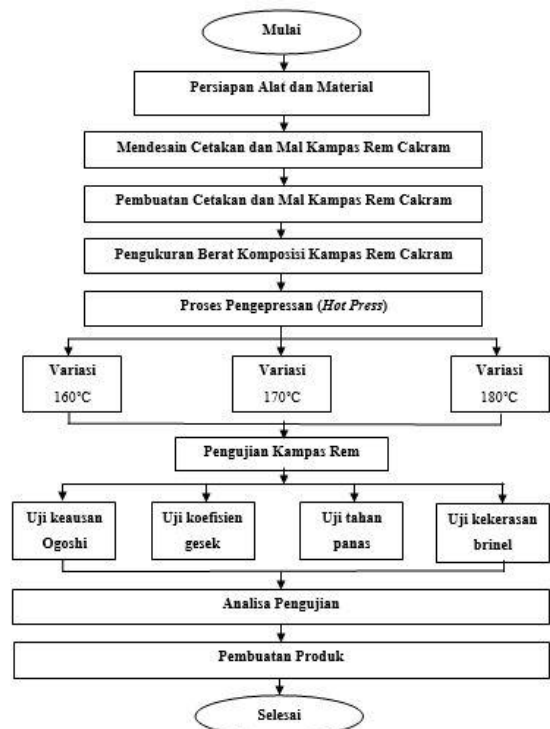 Mulai
Persiapan Alat dan Material
Mendesain Cetakan dan Mal Kampas Rem Cakram
Pembuatan Cetakan dan Mal Kampas Rem Cakram
Pengukuran Berat Komposisi Kampas Rem Cakram
Proses Pengepressan (Hot Press)
Variasi
160°C
Variasi
170°C
Variasi
180°C
Pengujian Kampas Rem
Uji keausan
Ogoshi
Uji koefisien
gesek
Uji tahan
panas
Uji kekerasan
brinel
Analisa Pengujian
Pembuatan Produk
Selesai